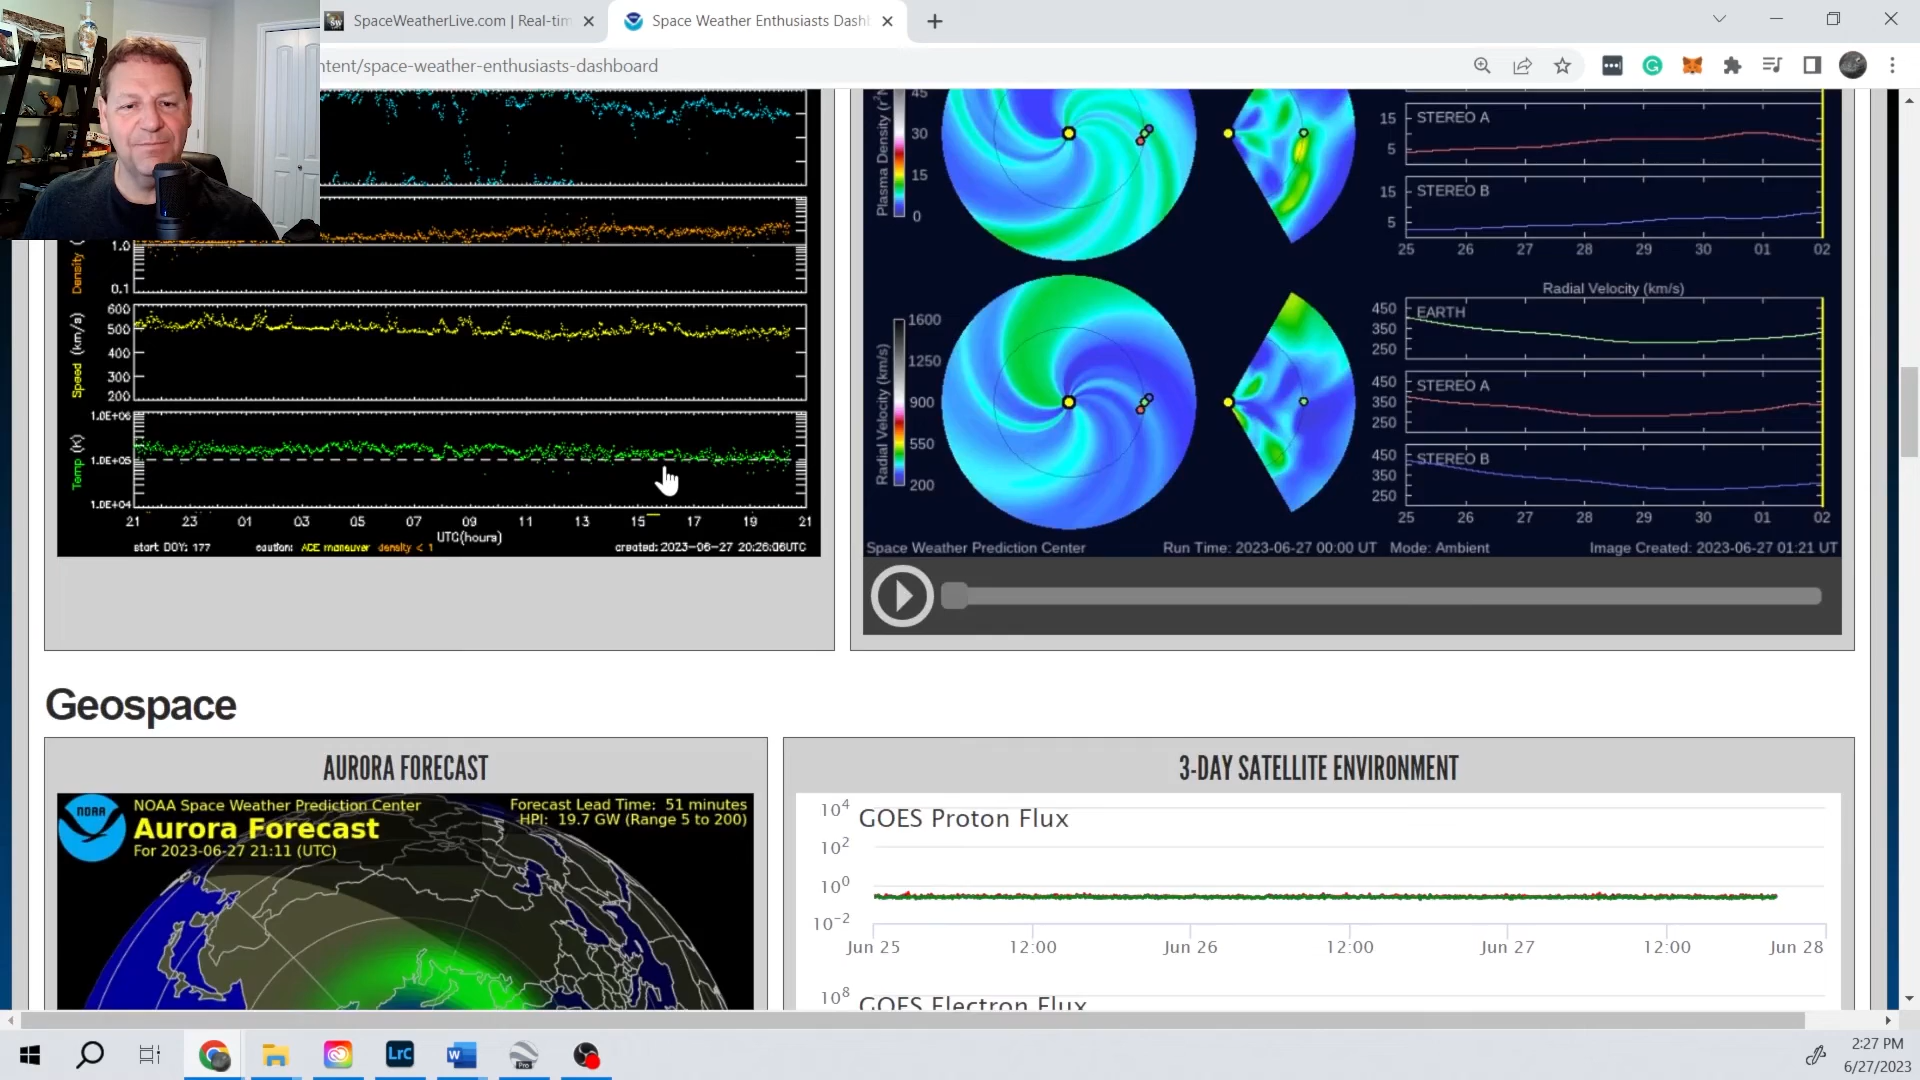 SpaceWeatherLive.com | Real-tim
Space Weather Enthusiasts Dashb
ntent/space-weather-enthusiasts-dashboard
1.0
0.1
Density
600
500
400
300
200
Speed (km/s)
1.0E+06
1.0E+05
1.0E+04
Temp (K)
21 23 01 03 05 07 09 11 13 15 17 19 21
UTC(hours)
start DOY: 177 caution: ACE maneuver density < 1 created:2023-06-27 20:26:06UTC
Plasma Density (r²N
45
30
15
0
15
5
STEREO A
15
5
STEREO B
25 26 27 28 29 30 01 02
Radial Velocity (km/s)
1600
1250
900
550
200
Radial Velocity (km/s)
450
350
250
EARTH
450
350
250
STEREO A
450
350
250
STEREO B
25 26 27 28 29 30 01 02
Space Weather Prediction Center Run Time: 2023-06-27 00:00 UT Mode: Ambient Image Created: 2023-06-27 01:21 UT
Geospace
AURORA FORECAST
NOAA
NOAA Space Weather Prediction Center
Aurora Forecast
For 2023-06-27 21:11 (UTC)
Forecast Lead Time: 51 minutes
HPI: 19.7 GW (Range 5 to 200)
3-DAY SATELLITE ENVIRONMENT
GOES Proton Flux
10⁴
10²
10⁰
10⁻²
Jun 25 12:00 Jun 26 12:00 Jun 27 12:00 Jun 28
10⁸
GOES Electron Flux
LrC
W
Pro
2:27 PM
6/27/2023